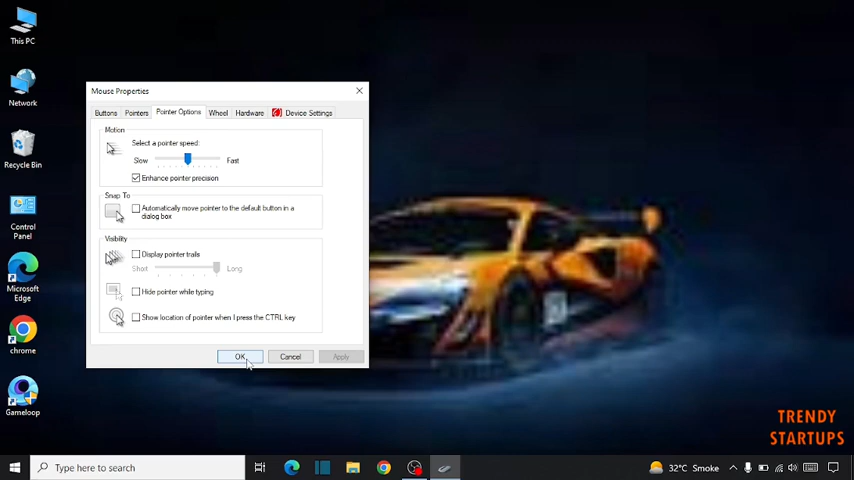 This PC
Network
Recycle Bin
Control
Panel
Microsoft
Edge
chrome
Gameloop
Mouse Properties
Buttons Pointers Pointer Options Wheel Hardware Device Settings
Motion
Select a pointer speed:
Slow Fast
Enhance pointer precision
Snap To
Automatically move pointer to the default button in a
dialog box
Visibility
Display pointer trails
Short Long
Hide pointer while typing
Show location of pointer when I press the CTRL key
OK Cancel Apply
TRENDY
STARTUPS
Type here to search
32°C Smoke